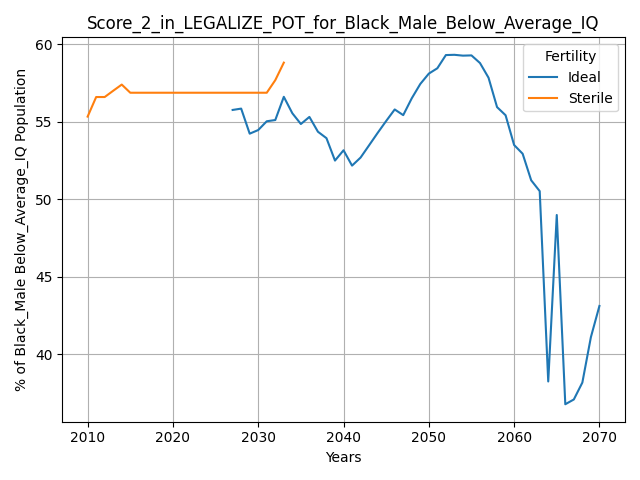 Score_2_in_LEGALIZE_POT_for_Black_Male_Below_Average_IQ
Fertility
Ideal
Sterile
% of Black_Male Below_Average_IQ Population
60
55
50
45
40
2010 2020 2030 2040 2050 2060 2070
Years